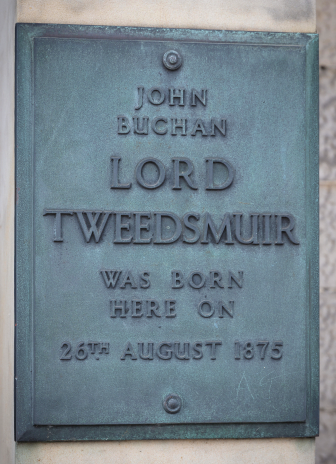 JOHN
BUCHAN
LORD
TWEEDSMUIR
WAS BORN
HERE ON
26TH AUGUST 1875